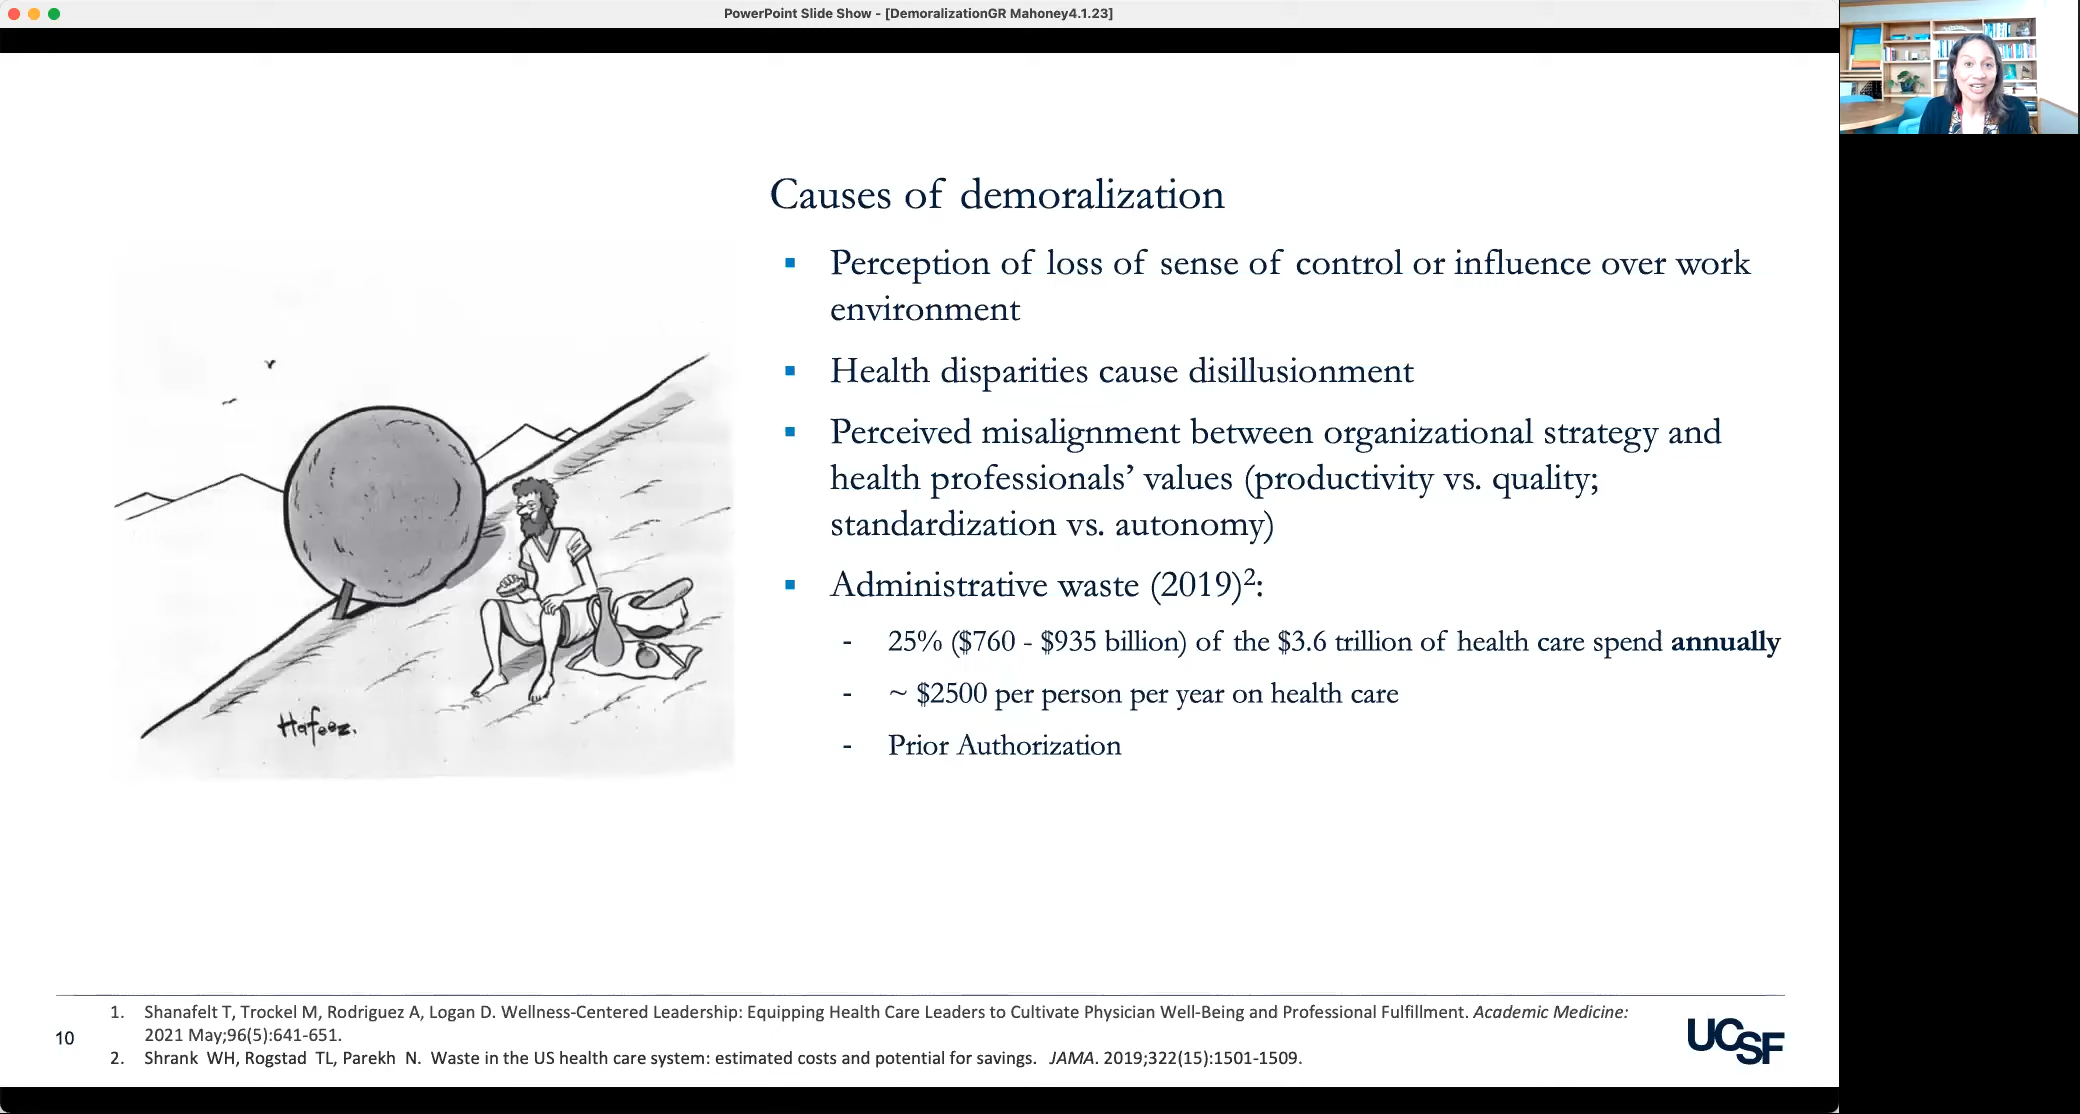 PowerPoint Slide Show - [DemoralizationGR Mahoney4.1.23]
Causes of demoralization
▪ Perception of loss of sense of control or influence over work
environment
▪ Health disparities cause disillusionment
▪ Perceived misalignment between organizational strategy and
health professionals’ values (productivity vs. quality;
standardization vs. autonomy)
▪ Administrative waste (2019)²:
- 25% ($760 - $935 billion) of the $3.6 trillion of health care spend annually
- ~ $2500 per person per year on health care
- Prior Authorization
Hafeez.
1. Shanafelt T, Trockel M, Rodriguez A, Logan D. Wellness-Centered Leadership: Equipping Health Care Leaders to Cultivate Physician Well-Being and Professional Fulfillment. Academic Medicine:
2021 May;96(5):641-651.
2. Shrank WH, Rogstad TL, Parekh N. Waste in the US health care system: estimated costs and potential for savings. JAMA. 2019;322(15):1501-1509.
10
UCSF